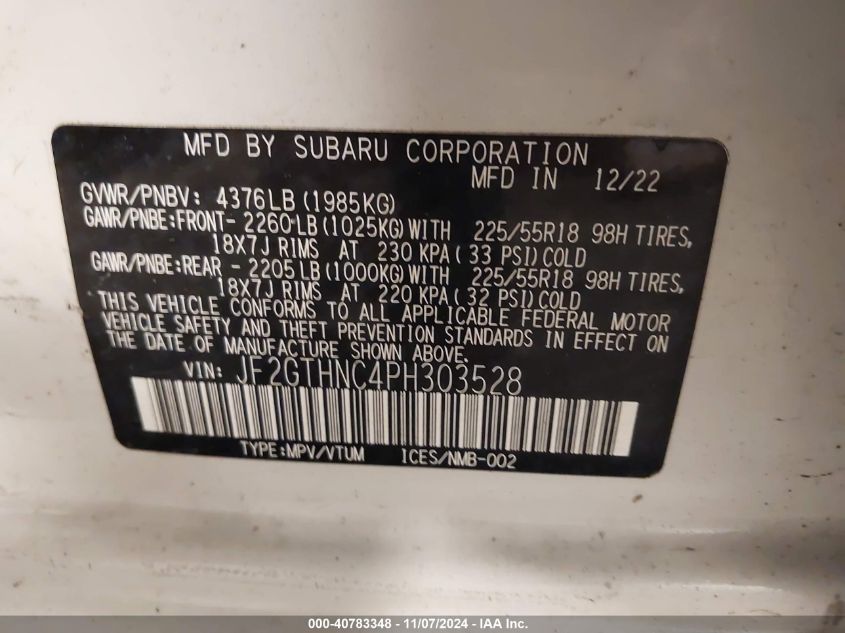 MFD BY SUBARU CORPORATION
MFD IN 12/22
GVWR/PNBV: 4376LB (1985KG)
GAWR/PNBE:FRONT- 2260 LB (1025KG) WITH 225/55R18 98H TIRES,
18X7J RIMS AT 230 KPA ( 33 PSI) COLD
GAWR/PNBE:REAR - 2205 LB (1000KG) WITH 225/55R18 98H TIRES,
18X7J RIMS AT 220 KPA ( 32 PSI) COLD
THIS VEHICLE CONFORMS TO ALL APPLICABLE FEDERAL MOTOR
VEHICLE SAFETY AND THEFT PREVENTION STANDARDS IN EFFECT ON
THE DATE OF MANUFACTURE SHOWN ABOVE.
VIN: JF2GTHNC4PH303528
TYPE:MPV/VTUM ICES/NMB-002
000-40783348 - 11/07/2024 - IAA Inc.